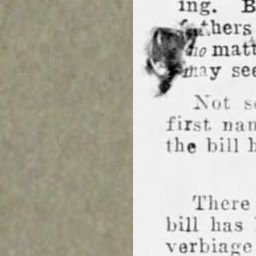 ing. B
fathers
no matt
may see
Not s
first nam
the bill h
There
bill has
verbiage